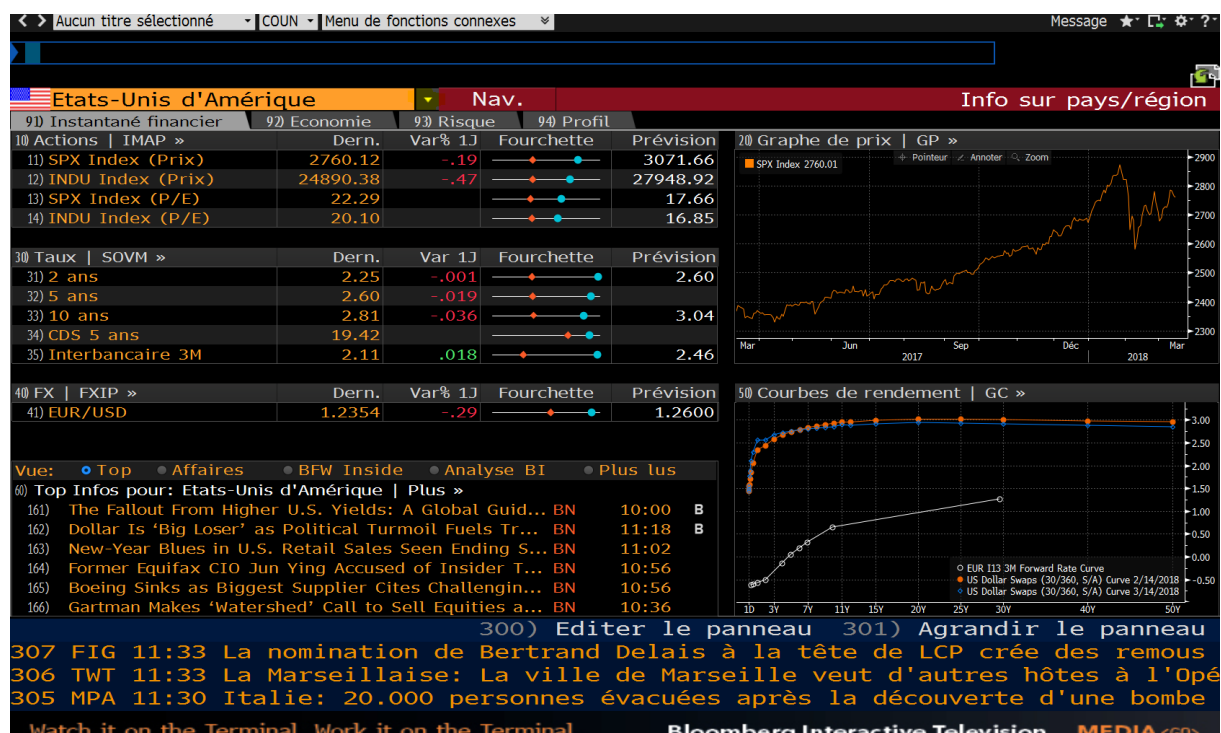 Aucun titre sélectionné COUN Menu de fonctions connexes Message
Etats-Unis d'Amérique Nav. Info sur pays/région
91) Instantané financier 92) Economie 93) Risque 94) Profil
10) Actions | IMAP » Dern. Var% 1J Fourchette Prévision
11) SPX Index (Prix) 2760.12 -.19 3071.66
12) INDU Index (Prix) 24890.38 -.47 27948.92
13) SPX Index (P/E) 22.29 17.66
14) INDU Index (P/E) 20.10 16.85
30) Taux | SOVM » Dern. Var 1J Fourchette Prévision
31) 2 ans 2.25 -.001 2.60
32) 5 ans 2.60 -.019
33) 10 ans 2.81 -.036 3.04
34) CDS 5 ans 19.42
35) Interbancaire 3M 2.11 .018 2.46
40) FX | FXIP » Dern. Var% 1J Fourchette Prévision
41) EUR/USD 1.2354 -.29 1.2600
Vue: Top Affaires BFW Inside Analyse BI Plus lus
60) Top Infos pour: Etats-Unis d'Amérique | Plus »
161) The Fallout From Higher U.S. Yields: A Global Guid... BN 10:00 B
162) Dollar Is ‘Big Loser’ as Political Turmoil Fuels Tr... BN 11:18 B
163) New-Year Blues in U.S. Retail Sales Seen Ending S... BN 11:02
164) Former Equifax CIO Jun Ying Accused of Insider T... BN 10:56
165) Boeing Sinks as Biggest Supplier Cites Challengin... BN 10:56
166) Gartman Makes ‘Watershed’ Call to Sell Equities a... BN 10:36
20) Graphe de prix | GP »
SPX Index 2760.01 Pointeur Annoter Zoom
2900
2800
2700
2600
2500
2400
2300
Mar Jun Sep Déc Mar
2017 2018
50) Courbes de rendement | GC »
3.00
2.50
2.00
1.50
1.00
0.50
0.00
-0.50
EUR I13 3M Forward Rate Curve
US Dollar Swaps (30/360, S/A) Curve 2/14/2018
US Dollar Swaps (30/360, S/A) Curve 3/14/2018
1D 3Y 7Y 11Y 15Y 20Y 25Y 30Y 40Y 50Y
300) Editer le panneau 301) Agrandir le panneau
307 FIG 11:33 La nomination de Bertrand Delais à la tête de LCP crée des remous
306 TWT 11:33 La Marseillaise: La ville de Marseille veut d'autres hôtes à l'Opé
305 MPA 11:30 Italie: 20.000 personnes évacuées après la découverte d'une bombe
Watch it on the Terminal. Work it on the Terminal. Bloomberg Interactive Television MEDIA <GO>